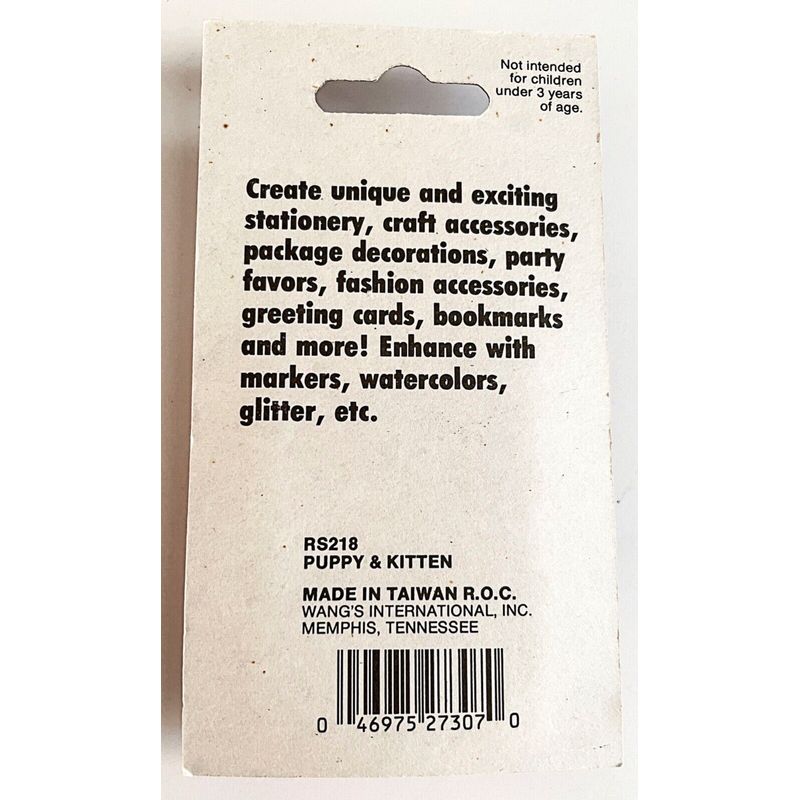 Not intended
for children
under 3 years
of age.
Create unique and exciting
stationery, craft accessories,
package decorations, party
favors, fashion accessories,
greeting cards, bookmarks
and more! Enhance with
markers, watercolors,
glitter, etc.
RS218
PUPPY & KITTEN
MADE IN TAIWAN R.O.C.
WANG'S INTERNATIONAL, INC.
MEMPHIS, TENNESSEE
0 46975 27307 0